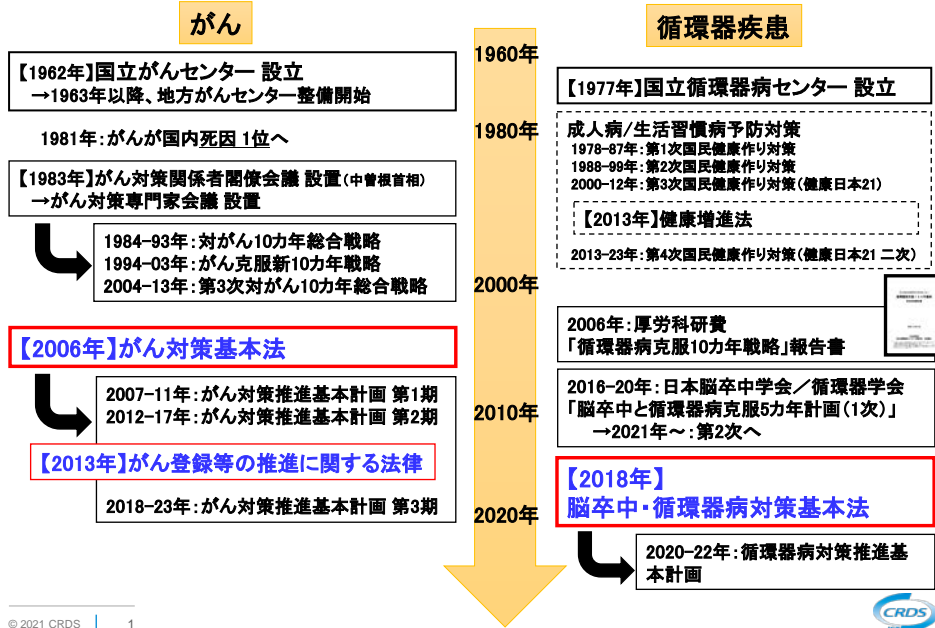 がん
【1962年】国立がんセンター 設立
→1963年以降、地方がんセンター整備開始
1981年：がんが国内死因 1位へ
【1983年】がん対策関係者閣僚会議 設置（中曽根首相）
→がん対策専門家会議 設置
1984-93年：対がん10カ年総合戦略
1994-03年：がん克服新10カ年戦略
2004-13年：第3次対がん10カ年総合戦略
【2006年】がん対策基本法
2007-11年：がん対策推進基本計画 第1期
2012-17年：がん対策推進基本計画 第2期
【2013年】がん登録等の推進に関する法律
2018-23年：がん対策推進基本計画 第3期
1960年
1980年
2000年
2010年
2020年
循環器疾患
【1977年】国立循環器病センター 設立
成人病/生活習慣病予防対策
1978-87年：第1次国民健康作り対策
1988-99年：第2次国民健康作り対策
2000-12年：第3次国民健康作り対策（健康日本21）
【2013年】健康増進法
2013-23年：第4次国民健康作り対策（健康日本21 二次）
2006年：厚労科研費
「循環器病克服10カ年戦略」報告書
2016-20年：日本脳卒中学会／循環器学会
「脳卒中と循環器病克服5カ年計画（1次）」
→2021年～：第2次へ
【2018年】
脳卒中・循環器病対策基本法
2020-22年：循環器病対策推進基
本計画
© 2021 CRDS
1
CRDS